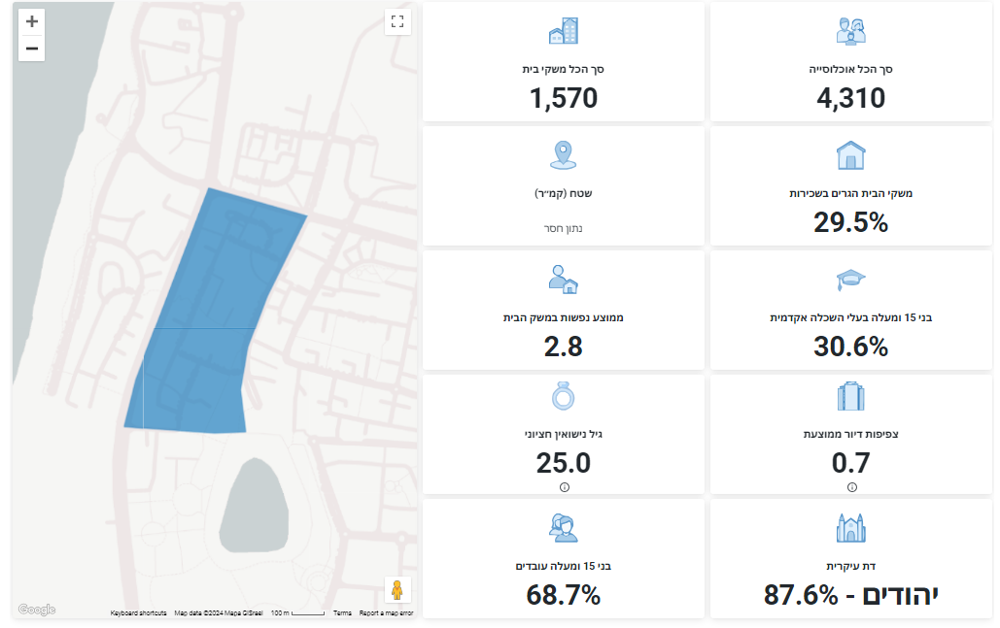 סך הכל אוכלוסייה
4,310
סך הכל משקי בית
1,570
משקי הבית הגרים בשכירות
29.5%
שטח (קמ״ר)
נתון חסר
בני 15 ומעלה בעלי השכלה אקדמית
30.6%
ממוצע נפשות במשק הבית
2.8
צפיפות דיור ממוצעת
0.7
גיל נישואין חציוני
25.0
דת עיקרית
יהודים - 87.6%
בני 15 ומעלה עובדים
68.7%
+
−
Google
Keyboard shortcuts Map data ©2024 Mapa GISrael 100 m Terms Report a map error